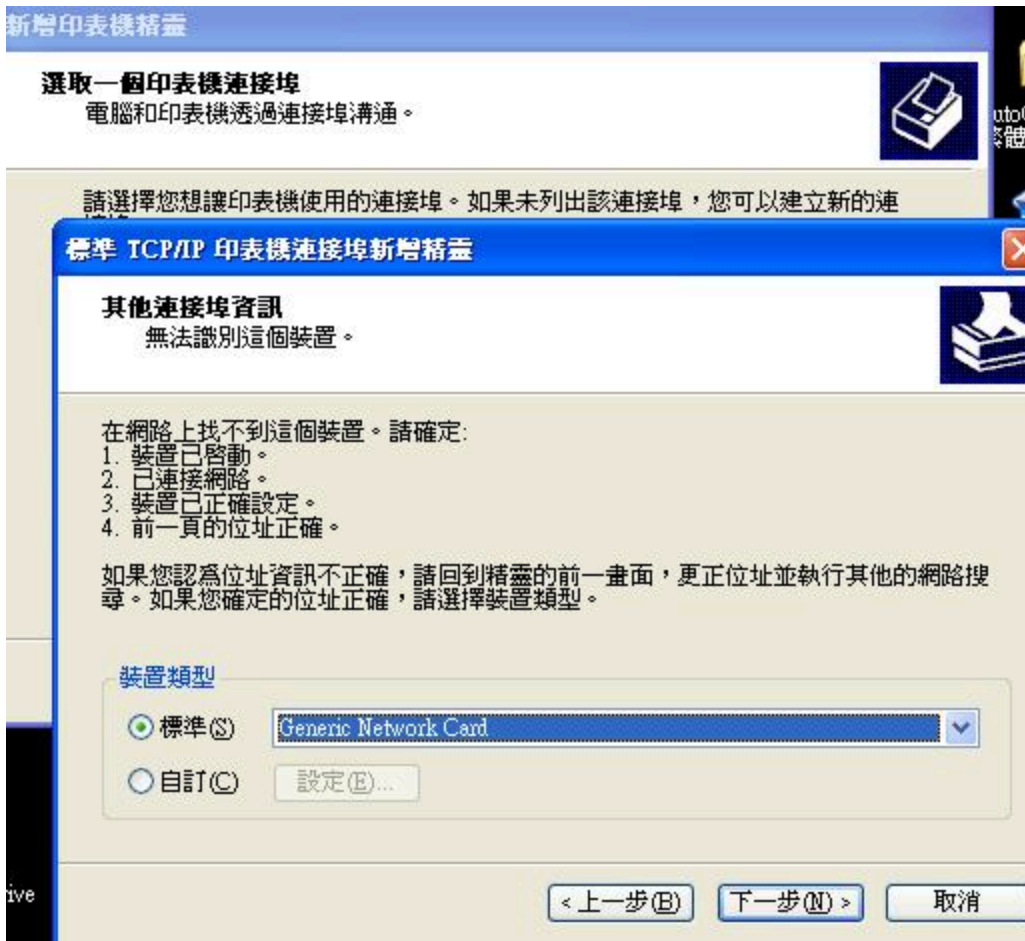 新增印表機精靈
選取一個印表機連接埠
電腦和印表機透過連接埠溝通。
請選擇您想讓印表機使用的連接埠。如果未列出該連接埠，您可以建立新的連
標準 TCP/IP 印表機連接埠新增精靈
其他連接埠資訊
無法識別這個裝置。
在網路上找不到這個裝置。請確定:
1. 裝置已啓動。
2. 已連接網路。
3. 裝置已正確設定。
4. 前一頁的位址正確。
如果您認爲位址資訊不正確，請回到精靈的前一畫面，更正位址並執行其他的網路搜
尋。如果您確定的位址正確，請選擇裝置類型。
裝置類型
標準(S)
Generic Network Card
自訂(C)
設定(E)...
< 上一步(B)
下一步(N) >
取消
ive